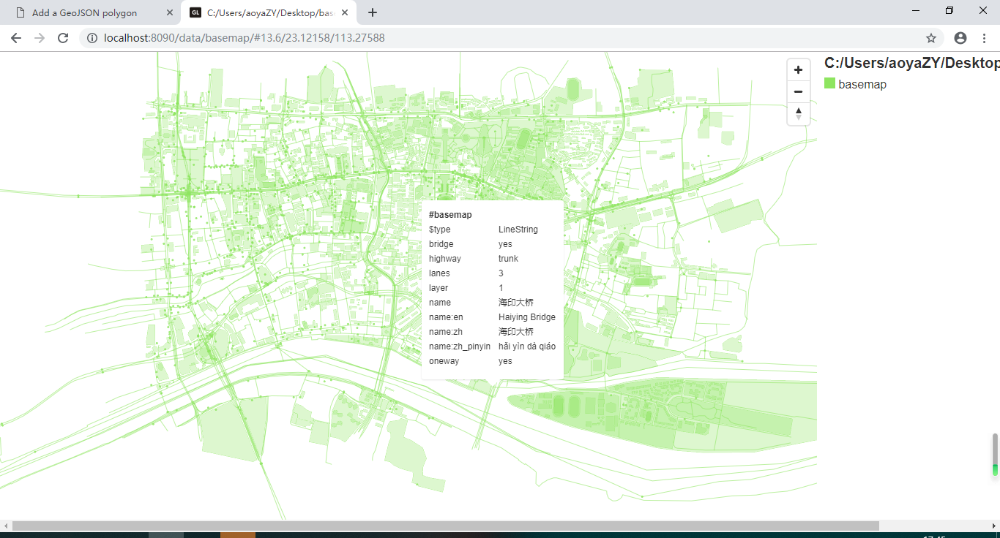 Add a GeoJSON polygon
GL C:/Users/aoyaZY/Desktop/bas
localhost:8090/data/basemap/#13.6/23.12158/113.27588
C:/Users/aoyaZY/Desktop
basemap
#basemap
$type LineString
bridge yes
highway trunk
lanes 3
layer 1
name 海印大桥
name:en Haiying Bridge
name:zh 海印大桥
name:zh_pinyin hǎi yìn dà qiáo
oneway yes